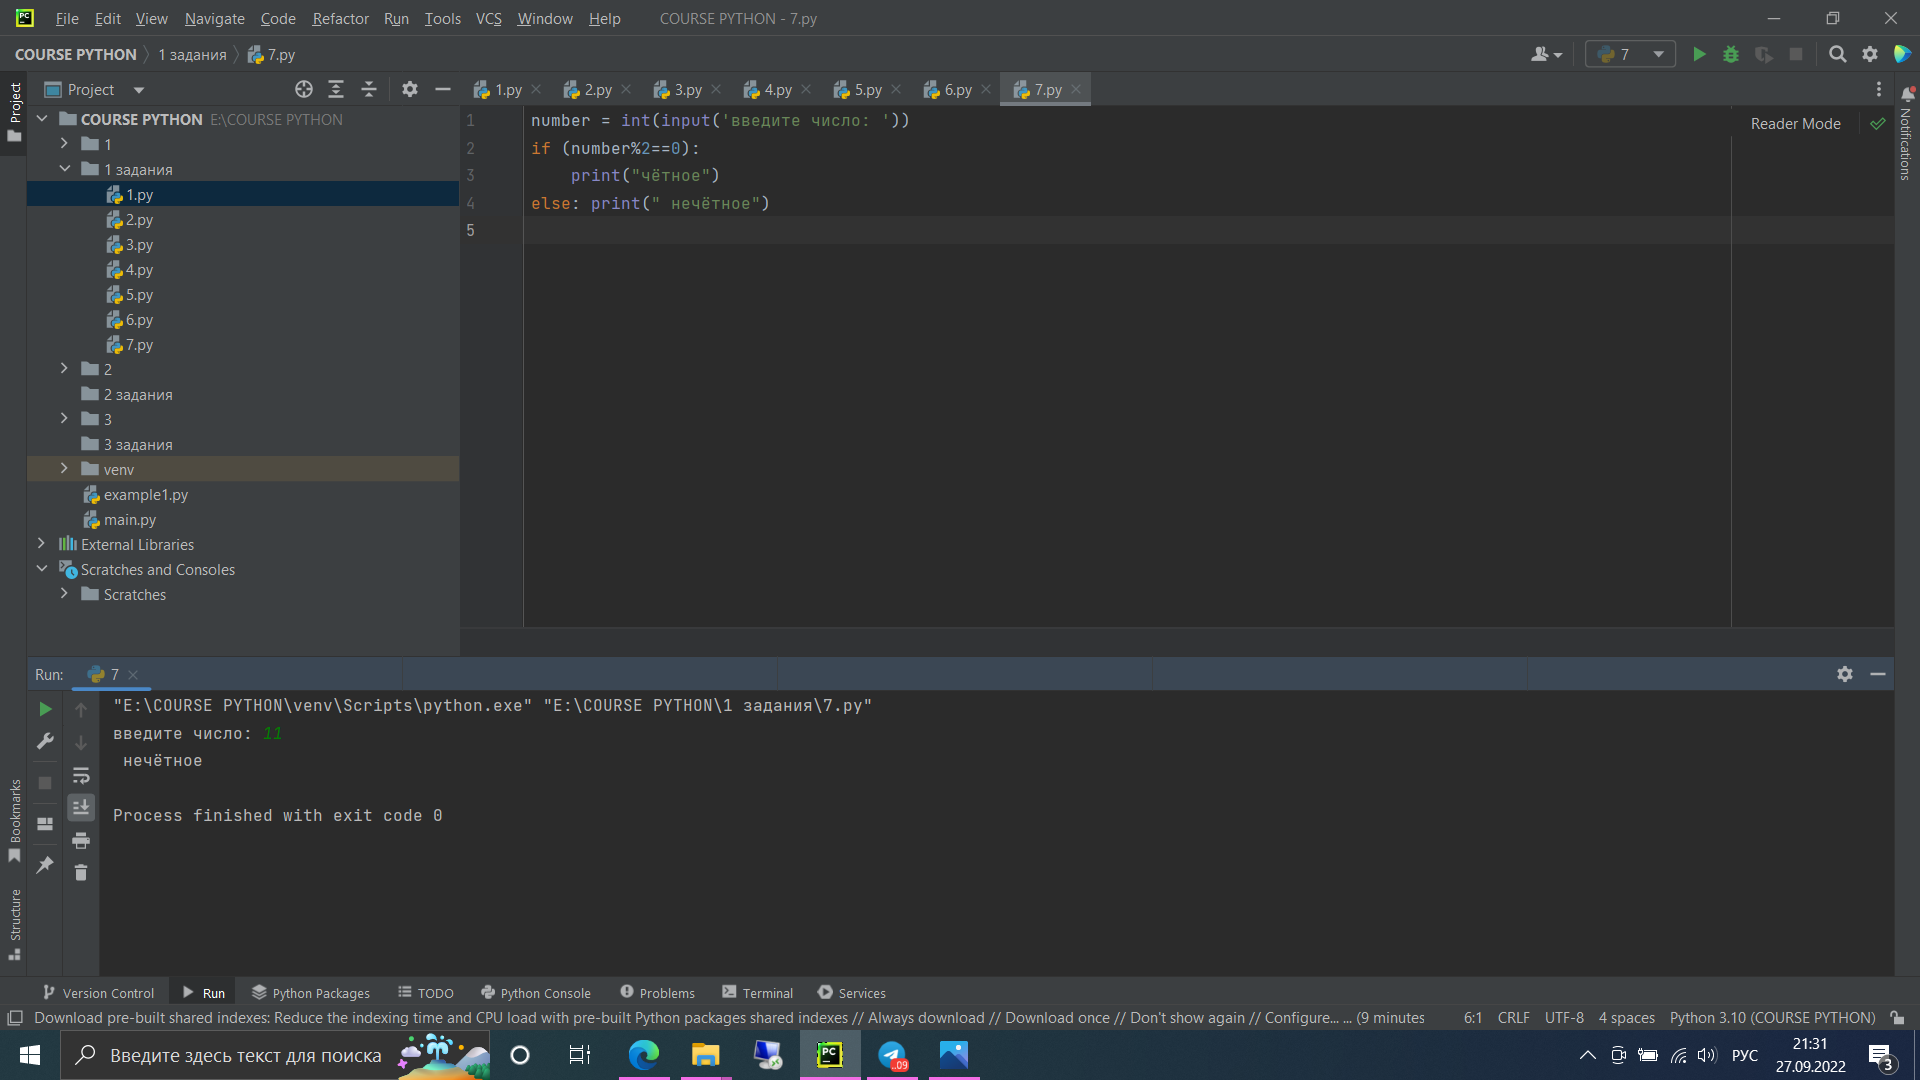 File Edit View Navigate Code Refactor Run Tools VCS Window Help COURSE PYTHON - 7.py
COURSE PYTHON 1 задания 7.py 7
Project 1.py 2.py 3.py 4.py 5.py 6.py 7.py
Project
Notifications
COURSE PYTHON E:\COURSE PYTHON
1
1 задания
1.py
2.py
3.py
4.py
5.py
6.py
7.py
2
2 задания
3
3 задания
venv
example1.py
main.py
External Libraries
Scratches and Consoles
Scratches
Reader Mode
1 number = int(input('введите число: '))
2 if (number%2==0):
3 print("чётное")
4 else: print(" нечётное")
5
Run: 7
"E:\COURSE PYTHON\venv\Scripts\python.exe" "E:\COURSE PYTHON\1 задания\7.py"
введите число: 11
нечётное
Process finished with exit code 0
Bookmarks
Structure
Version Control Run Python Packages TODO Python Console Problems Terminal Services
Download pre-built shared indexes: Reduce the indexing time and CPU load with pre-built Python packages shared indexes // Always download // Download once // Don't show again // Configure... ... (9 minutes 6:1 CRLF UTF-8 4 spaces Python 3.10 (COURSE PYTHON)
Введите здесь текст для поиска PC ..09 РУС 21:31
27.09.2022 3